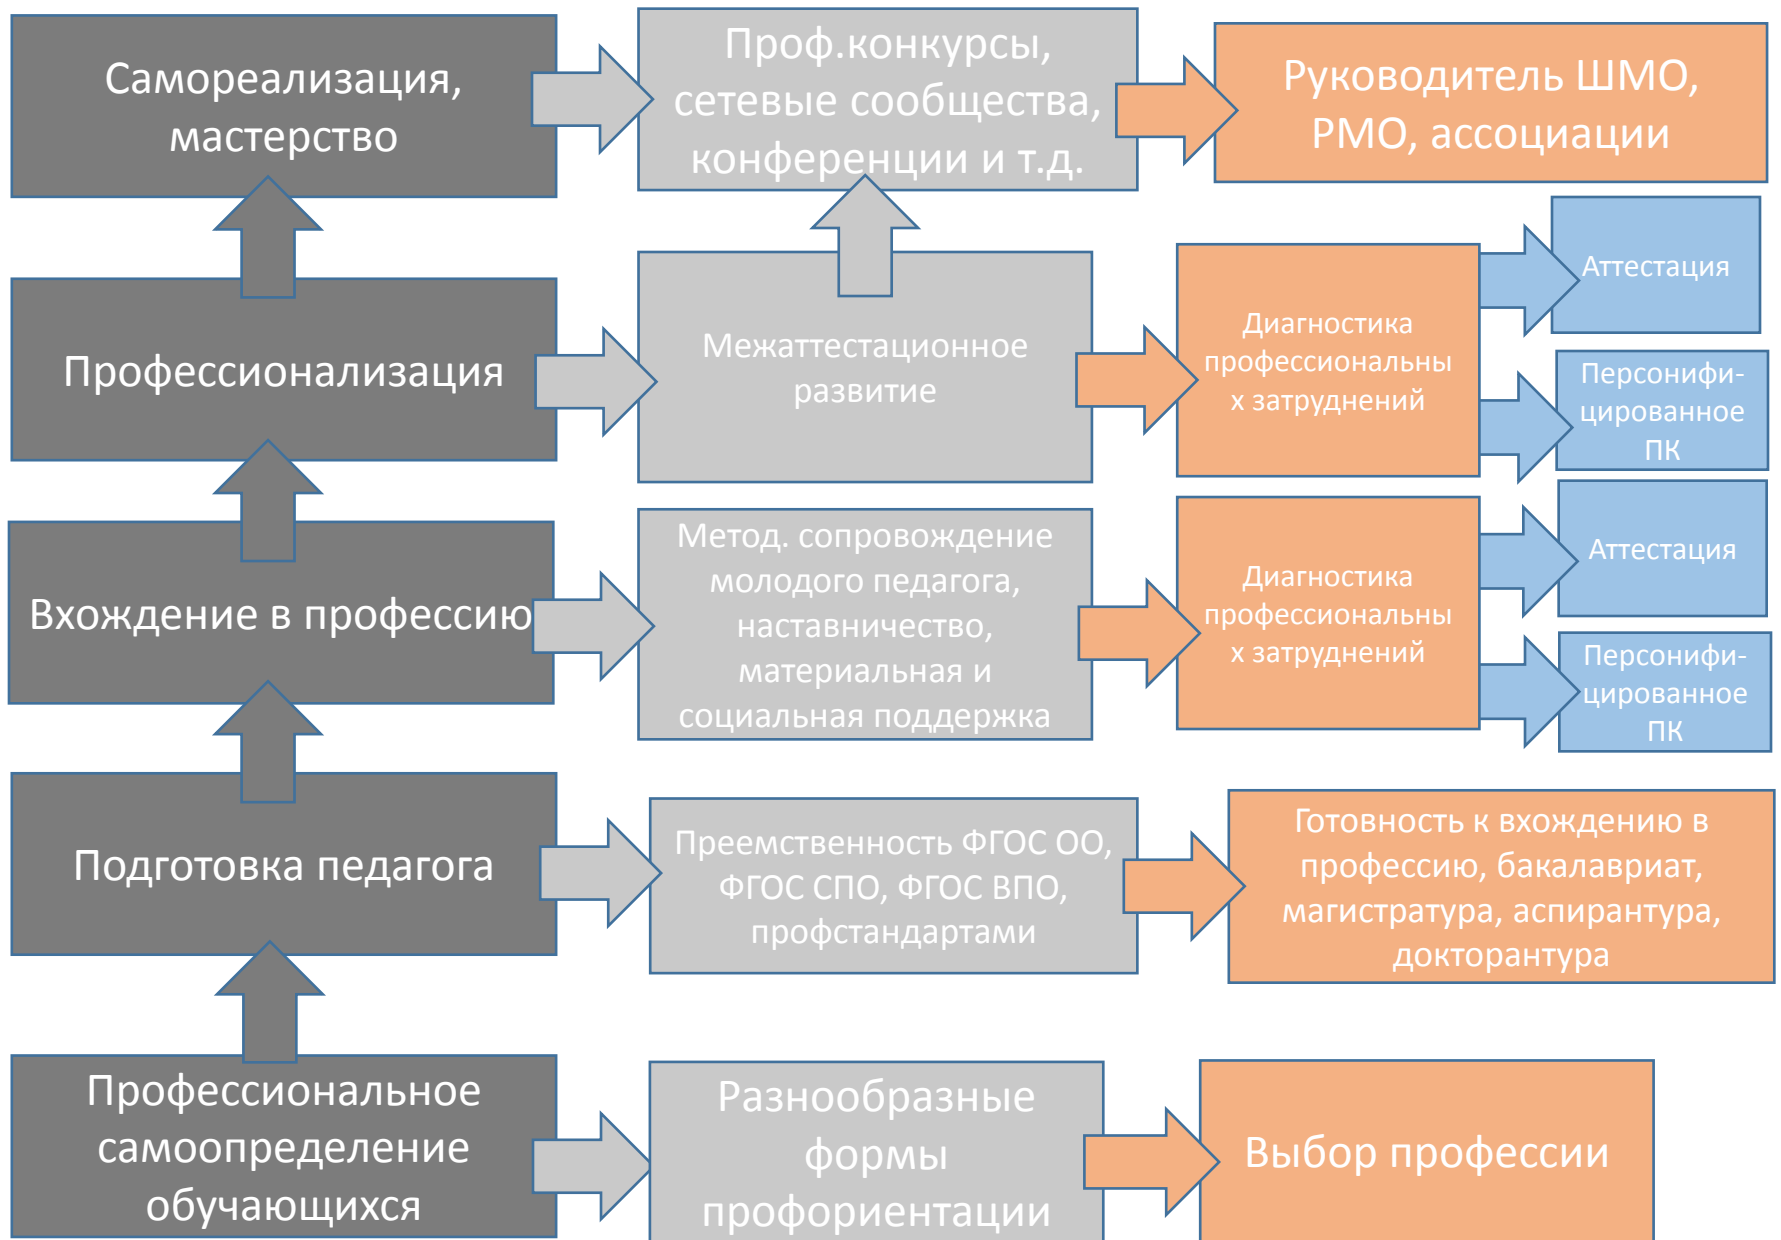 Самореализация,
мастерство
Проф.конкурсы,
сетевые сообщества,
конференции и т.д.
Руководитель ШМО,
РМО, ассоциации
Профессионализация
Межаттестационное
развитие
Диагностика
профессиональны
х затруднений
Аттестация
Персонифи-
цированное
ПК
Вхождение в профессию
Метод. сопровождение
молодого педагога,
наставничество,
материальная и
социальная поддержка
Диагностика
профессиональны
х затруднений
Аттестация
Персонифи-
цированное
ПК
Подготовка педагога
Преемственность ФГОС ОО,
ФГОС СПО, ФГОС ВПО,
профстандартами
Готовность к вхождению в
профессию, бакалавриат,
магистратура, аспирантура,
докторантура
Профессиональное
самоопределение
обучающихся
Разнообразные
формы
профориентации
Выбор профессии